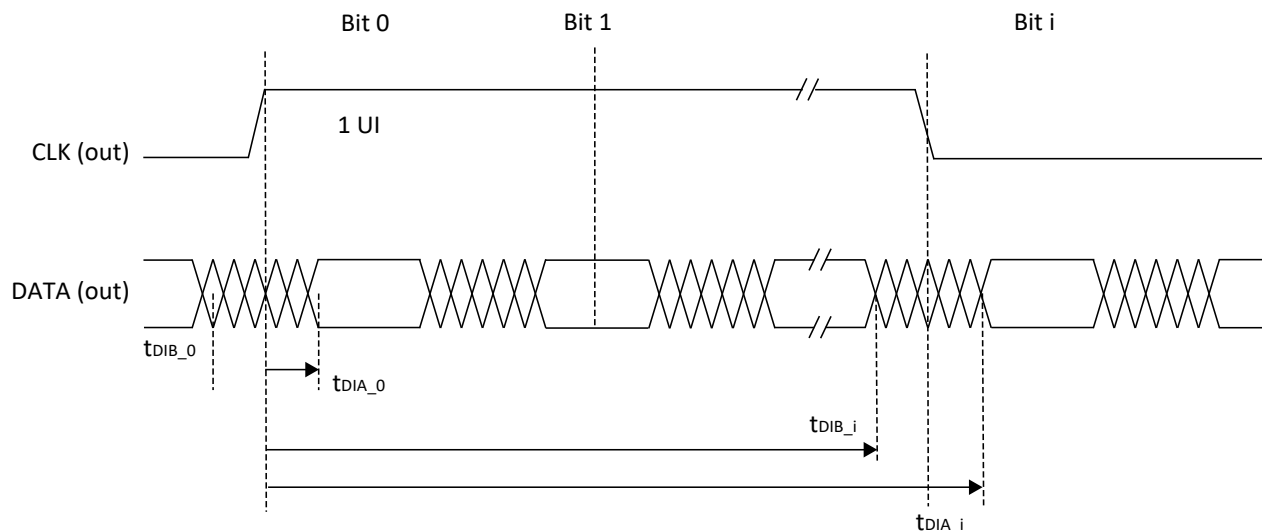 Bit 0 Bit 1 Bit i
1 UI
CLK (out)
DATA (out)
tDIB_0
tDIA_0
tDIB_i
tDIA_i